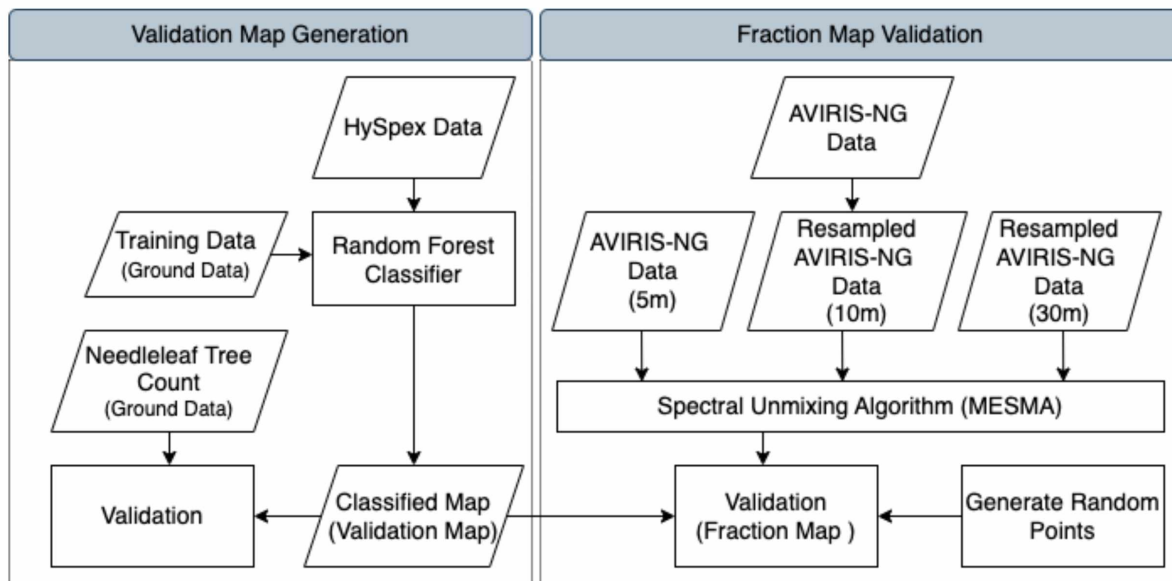 Validation Map Generation
Fraction Map Validation
HySpex Data
AVIRIS-NG
Data
Training Data
(Ground Data)
Random Forest
Classifier
AVIRIS-NG
Data
(5m)
Resampled
AVIRIS-NG
Data
(10m)
Resampled
AVIRIS-NG
Data
(30m)
Needleleaf Tree
Count
(Ground Data)
Spectral Unmixing Algorithm (MESMA)
Validation
Classified Map
(Validation Map)
Validation
(Fraction Map )
Generate Random
Points